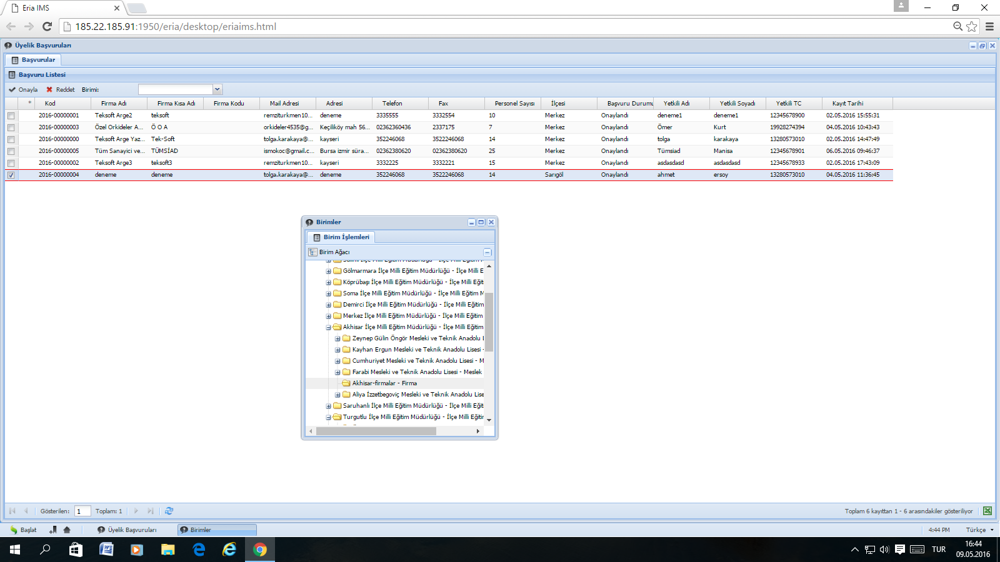 Eria IMS
185.22.185.91:1950/eria/desktop/eriaims.html
Üyelik Başvuruları
Başvurular
Başvuru Listesi
Onayla Reddet Birimi:
* Kod Firma Adı Firma Kısa Adı Firma Kodu Mail Adresi Adresi Telefon Fax Personel Sayısı İlçesi Başvuru Durumu Yetkili Adı Yetkili Soyadı Yetkili TC Kayıt Tarihi
2016-00000001 Teksoft Arge2 teksoft remziturkmen10... deneme 3335555 3332554 10 Merkez Onaylandı deneme1 deneme1 12345678900 02.05.2016 15:55:31
2016-00000003 Özel Orkideler A... Ö O A orkideler4535@g... Keçiliköy mah 56... 02362360436 2337175 7 Merkez Onaylandı Ömer Kurt 19928274394 04.05.2016 10:43:43
2016-00000000 Teksoft Arge Yaz... Tek-Soft tolga.karakaya@... kayseri 352246068 3522246068 14 Merkez Onaylandı tolga karakaya 13280573010 02.05.2016 14:47:49
2016-00000005 Tüm Sanayici ve... TÜMSİAD ismokoc@gmail.c... Bursa izmir süra... 02362380620 02362380620 25 Merkez Onaylandı Tümsiad Manisa 12345678901 06.05.2016 09:46:37
2016-00000002 Teksoft Arge3 teksoft3 remziturkmen10... kayseri 3332225 3332221 15 Merkez Onaylandı asdasdasd asdasdasd 12345678933 02.05.2016 17:43:09
2016-00000004 deneme deneme tolga.karakaya@... deneme 352246068 3522246068 14 Sarıgöl Onaylandı ahmet ersoy 13280573010 04.05.2016 11:36:45
Birimler
Birim İşlemleri
Birim Ağacı
Gölmarmara İlçe Milli Eğitim Müdürlüğü - İlçe Milli E
Köprübaşı İlçe Milli Eğitim Müdürlüğü - İlçe Milli Eğit
Soma İlçe Milli Eğitim Müdürlüğü - İlçe Milli Eğitim M
Demirci İlçe Milli Eğitim Müdürlüğü - İlçe Milli Eğitim
Merkez İlçe Milli Eğitim Müdürlüğü - İlçe Milli Eğitim
Akhisar İlçe Milli Eğitim Müdürlüğü - İlçe Milli Eğitim
Zeynep Gülin Öngör Mesleki ve Teknik Anadolu L
Kayhan Ergun Mesleki ve Teknik Anadolu Lisesi -
Cumhuriyet Mesleki ve Teknik Anadolu Lisesi - M
Farabi Mesleki ve Teknik Anadolu Lisesi - Meslek
Akhisar-firmalar - Firma
Aliya İzzetbegoviç Mesleki ve Teknik Anadolu Lise
Saruhanlı İlçe Milli Eğitim Müdürlüğü - İlçe Milli Eğit
Turgutlu İlçe Milli Eğitim Müdürlüğü - İlçe Milli Eğitim
Gösterilen: 1 Toplam: 1 Toplam 6 kayıttan 1 - 6 arasındakiler gösteriliyor
Başlat Üyelik Başvuruları Birimler 4:44 PM Türkçe
TUR 16:44
09.05.2016